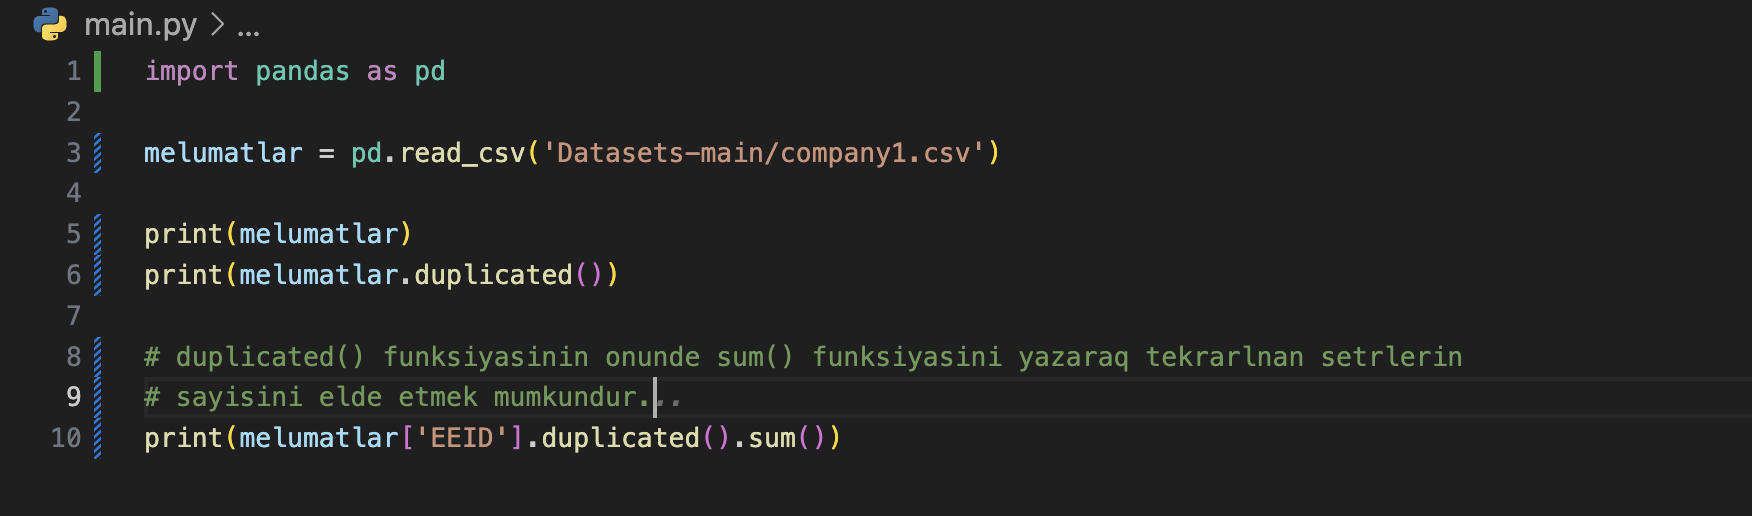 main.py > ...
1 import pandas as pd
2
3 melumatlar = pd.read_csv('Datasets-main/company1.csv')
4
5 print(melumatlar)
6 print(melumatlar.duplicated())
7
8 # duplicated() funksiyasinin onunde sum() funksiyasini yazaraq tekrarlnan setrlerin
9 # sayisini elde etmek mumkundur...
10 print(melumatlar['EEID'].duplicated().sum())